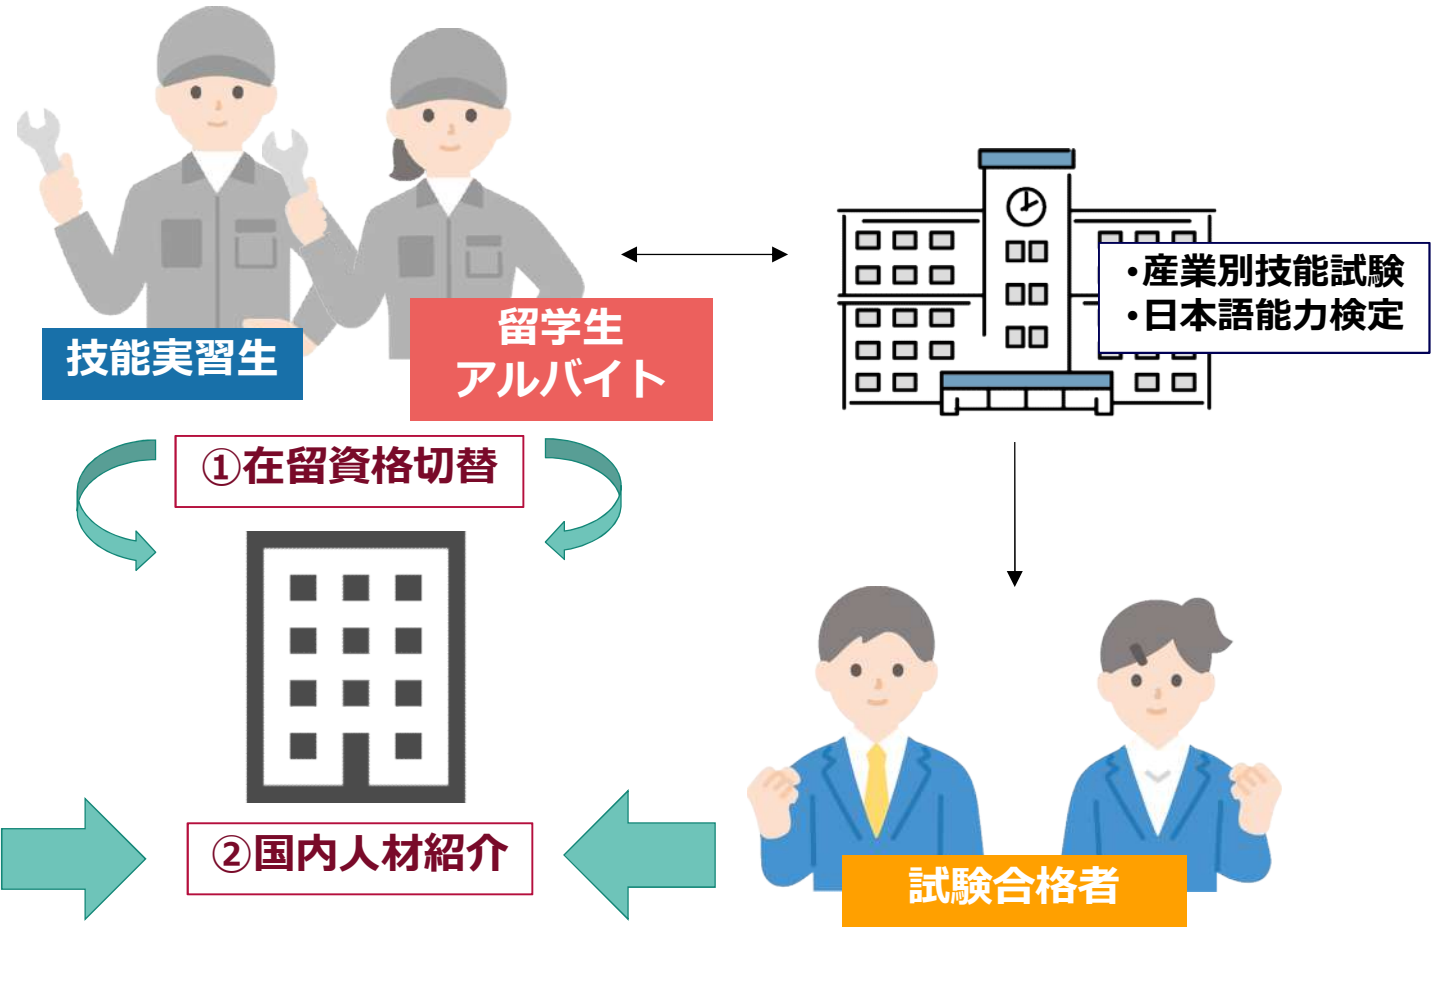 技能実習生
留学生
アルバイト
・産業別技能試験
・日本語能力検定
①在留資格切替
②国内人材紹介
試験合格者